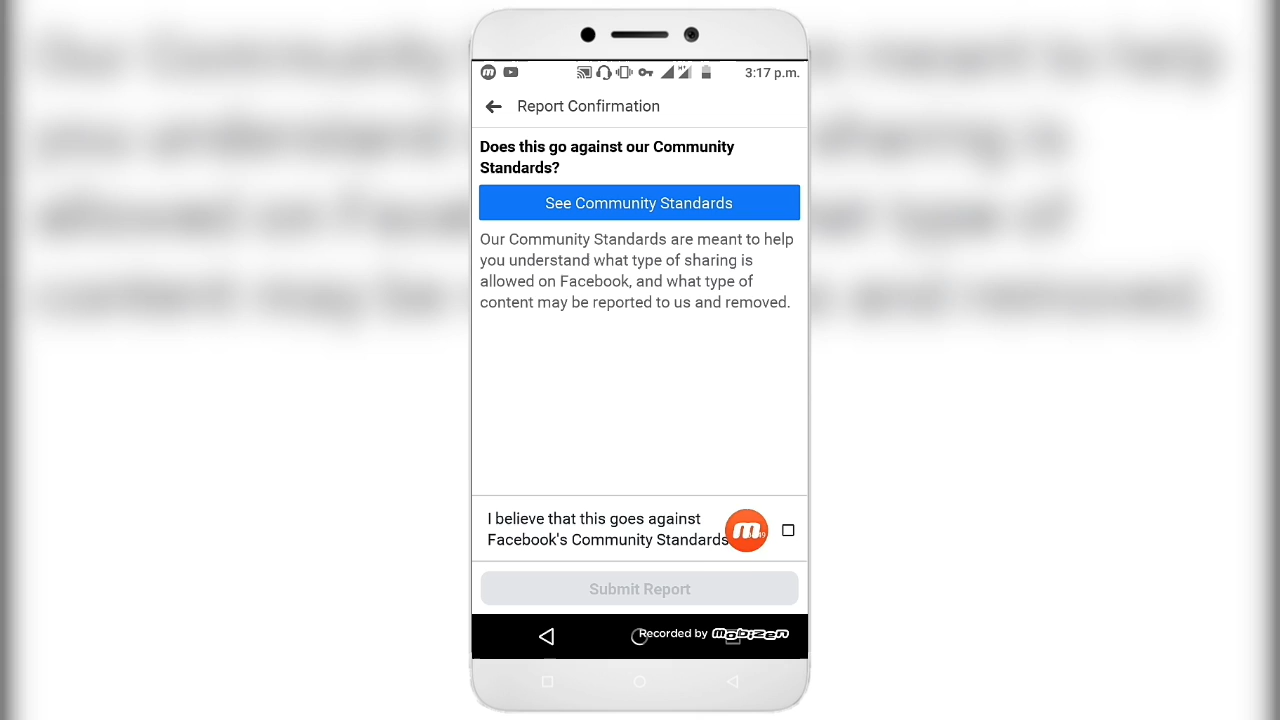 3:17 p.m.
Report Confirmation
Does this go against our Community
Standards?
See Community Standards
Our Community Standards are meant to help
you understand what type of sharing is
allowed on Facebook, and what type of
content may be reported to us and removed.
I believe that this goes against
Facebook's Community Standards
Submit Report
Recorded by mobizen